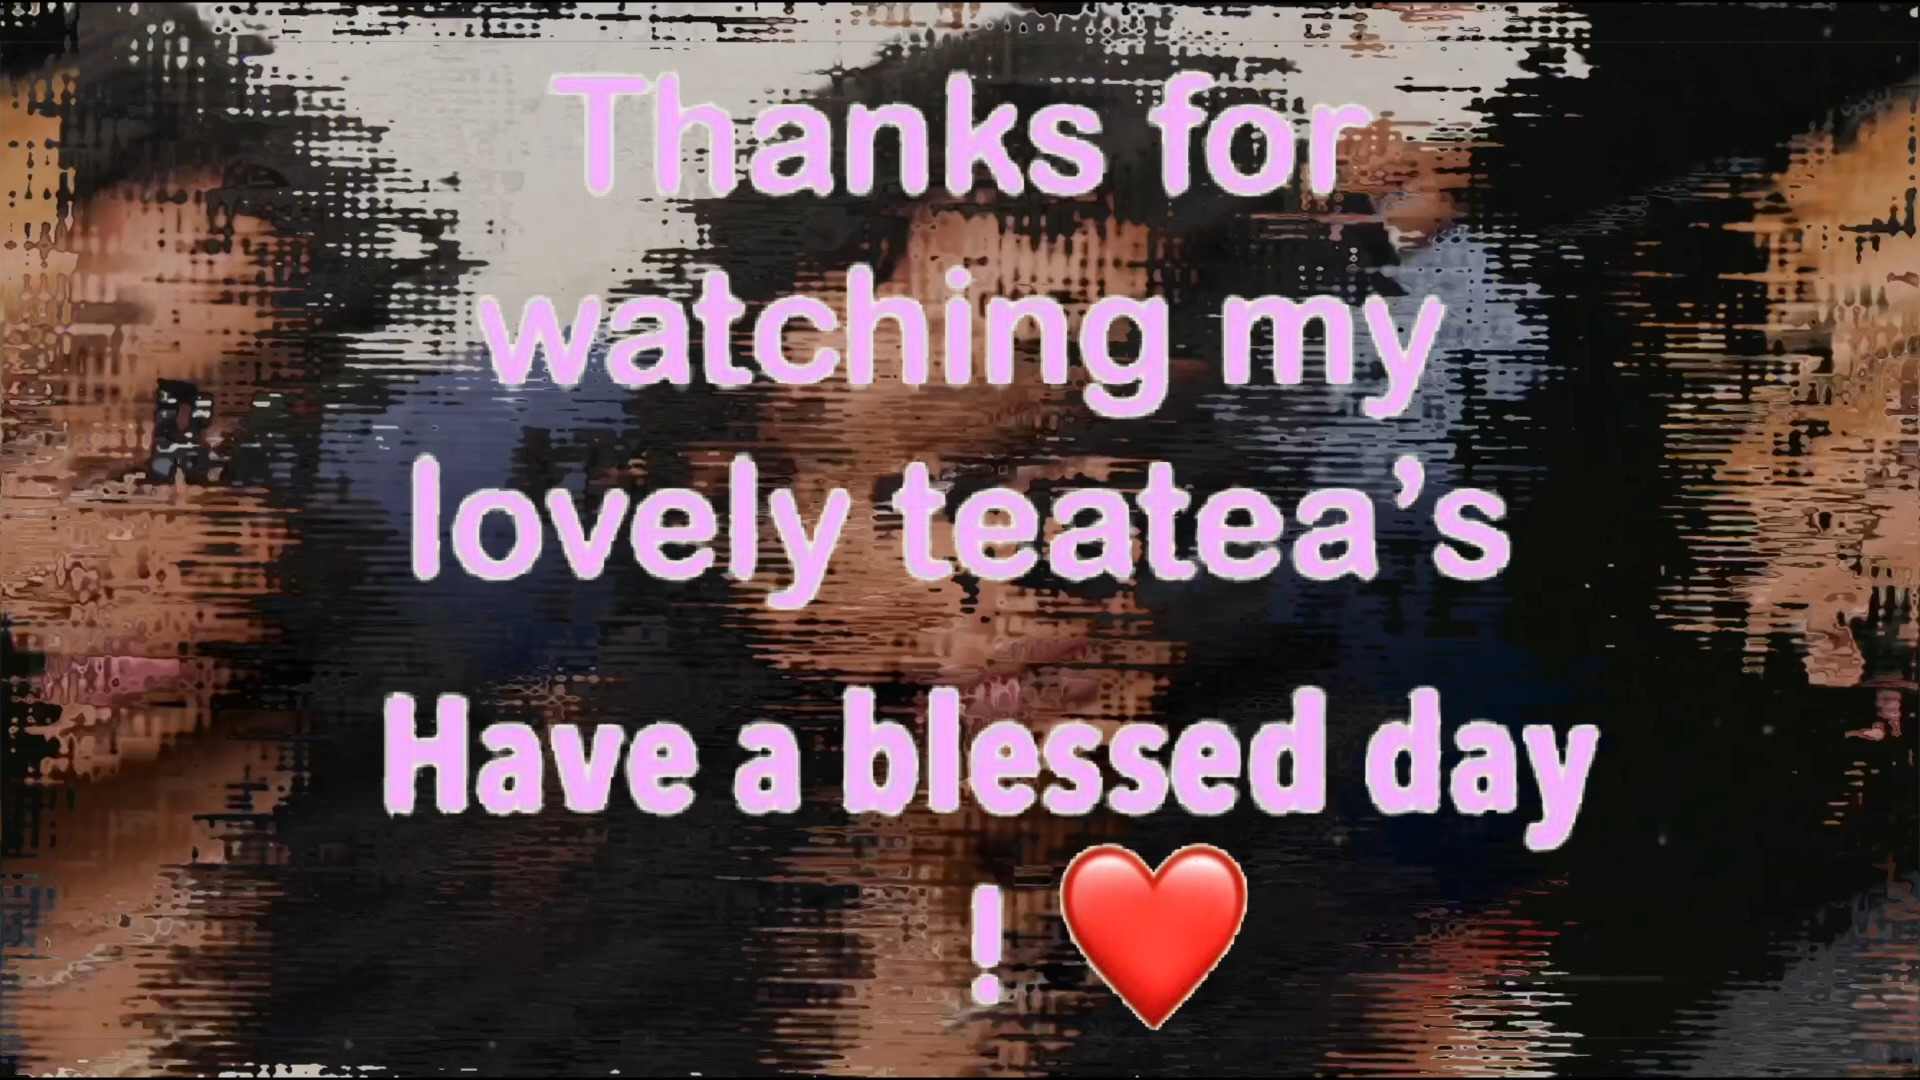 Thanks for
watching my
lovely teatea’s
Have a blessed day
! ❤️